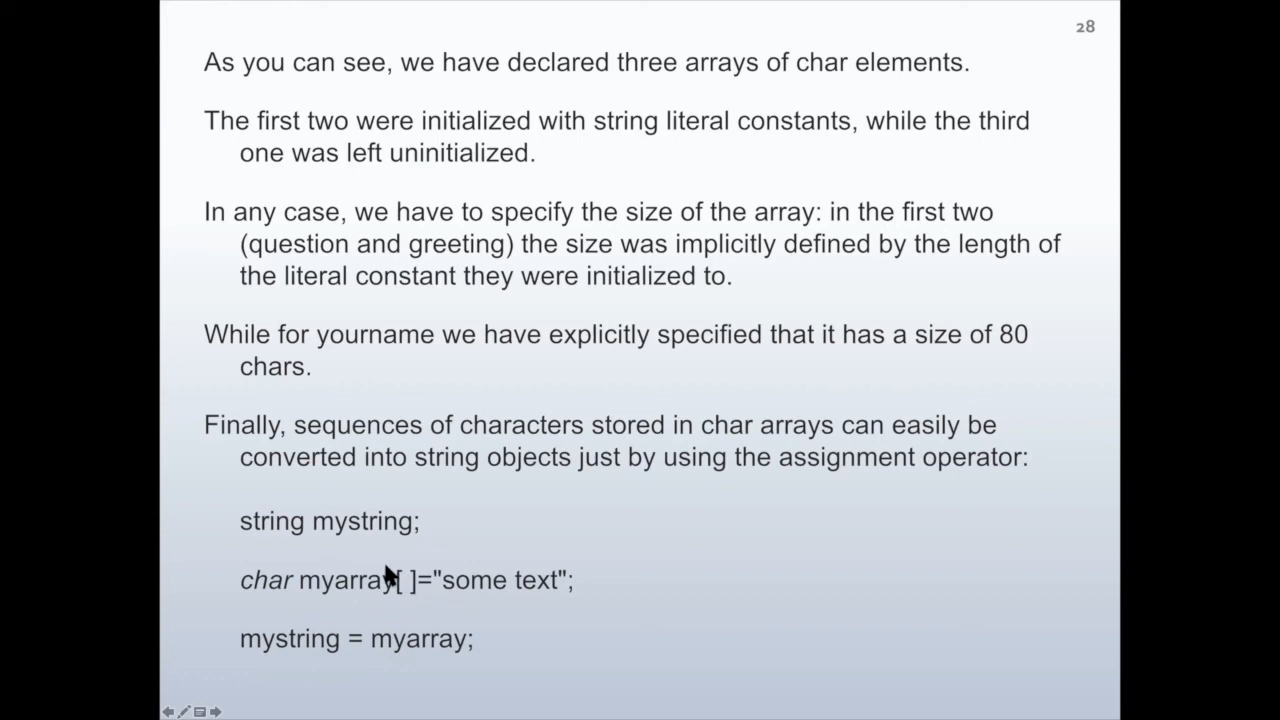 28
As you can see, we have declared three arrays of char elements.
The first two were initialized with string literal constants, while the third
one was left uninitialized.
In any case, we have to specify the size of the array: in the first two
(question and greeting) the size was implicitly defined by the length of
the literal constant they were initialized to.
While for yourname we have explicitly specified that it has a size of 80
chars.
Finally, sequences of characters stored in char arrays can easily be
converted into string objects just by using the assignment operator:
string mystring;
char myarray[ ]="some text";
mystring = myarray;